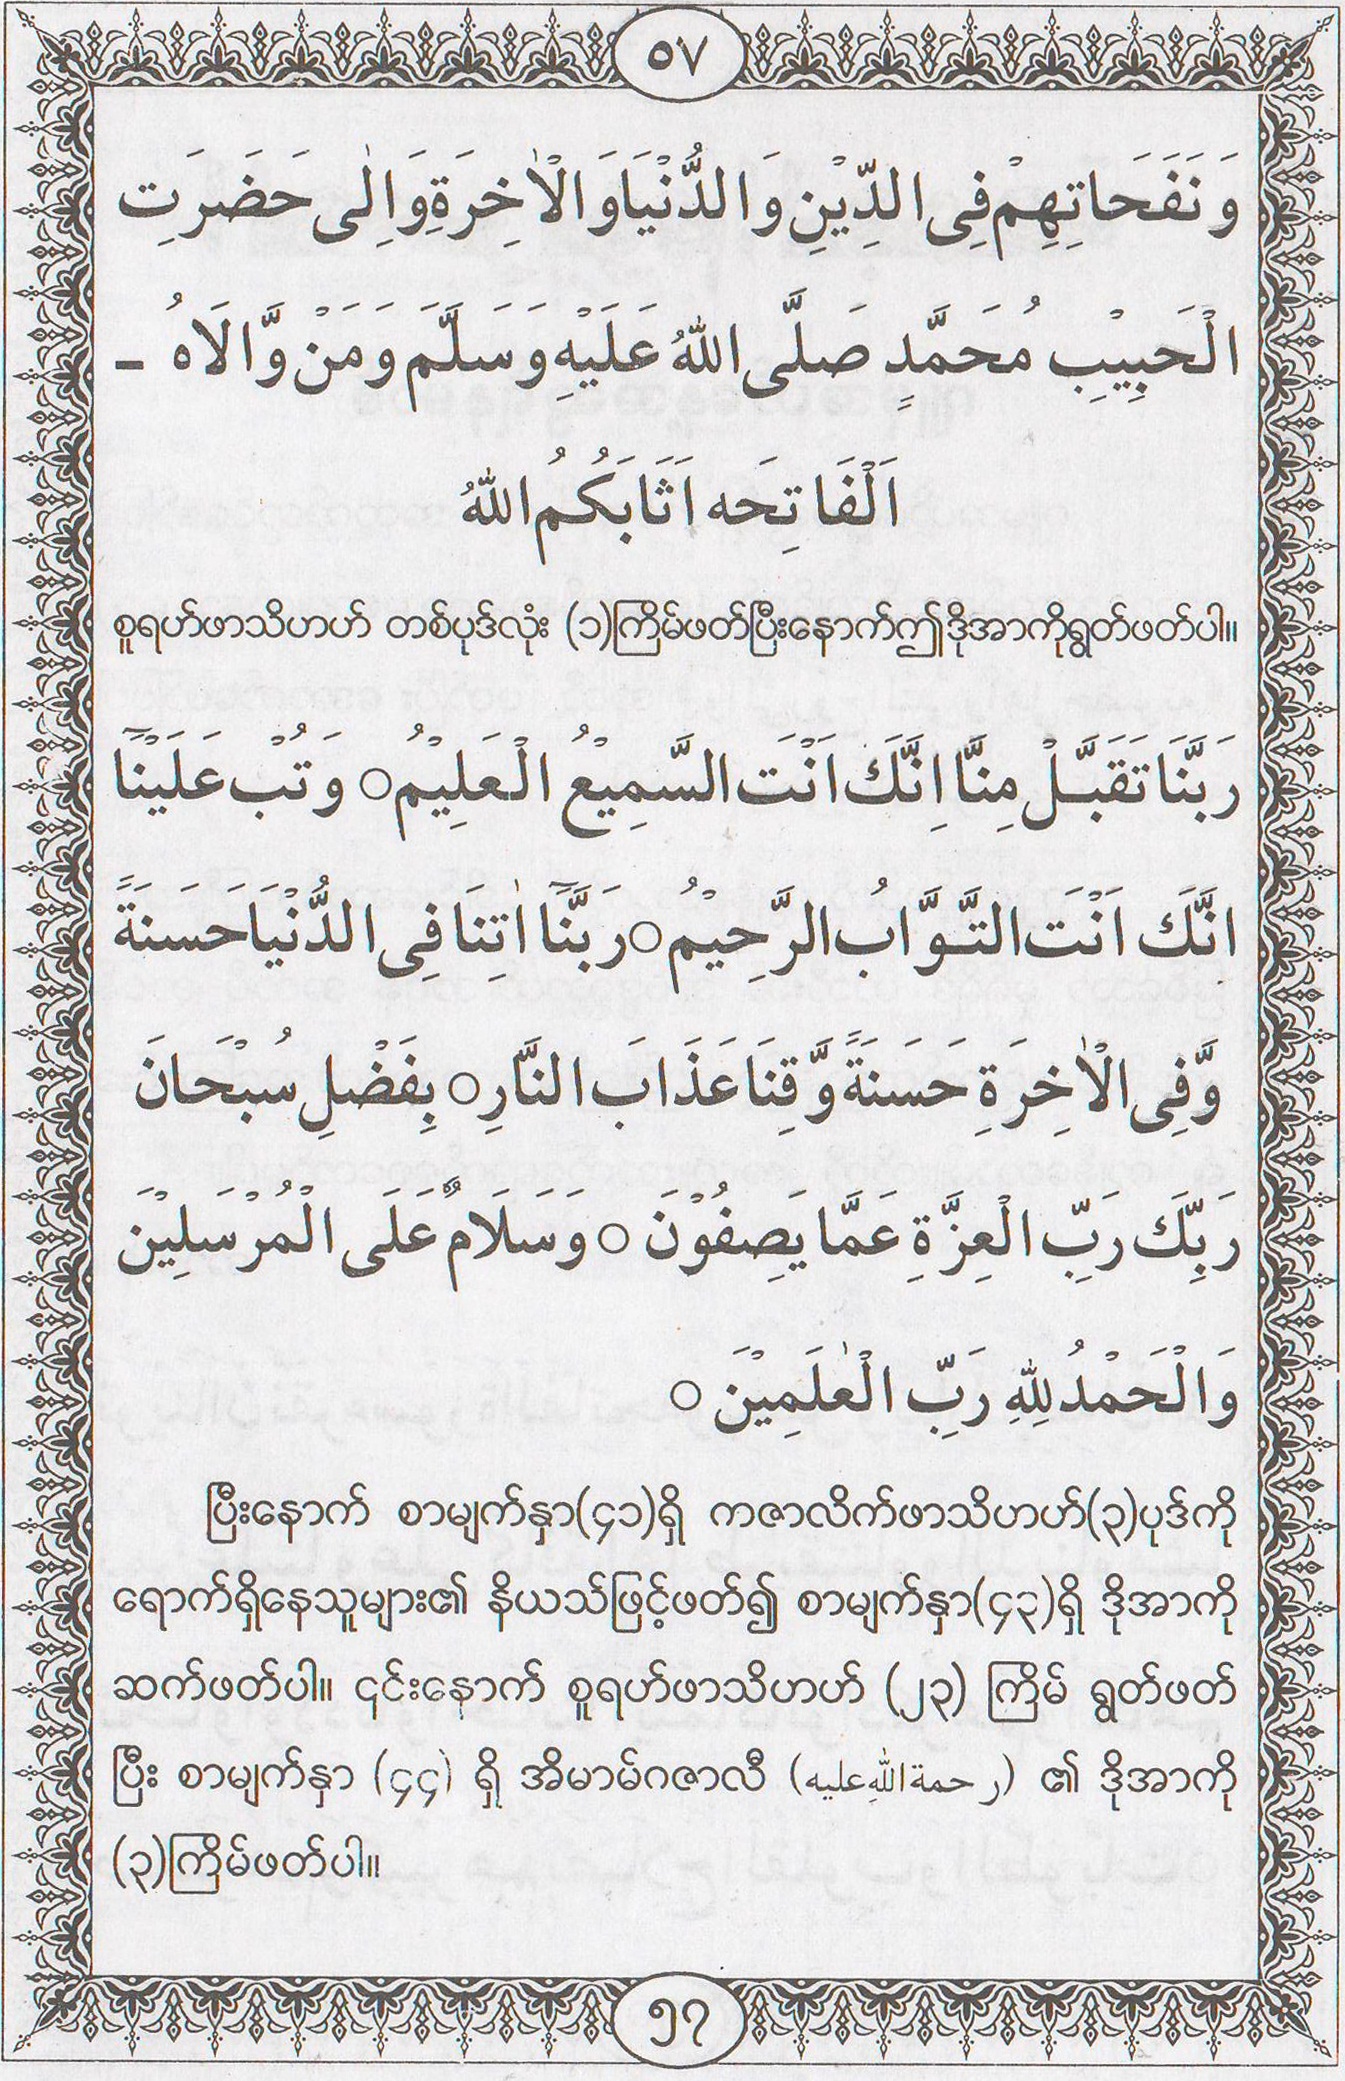 ٥٧
وَ نَفَحَاتِهِمْ فِى الدِّيْنِ وَ الدُّنْيَا وَ الْاٰخِرَةِ وَ اِلٰى حَضَرَتِ
الْحَبِيْبِ مُحَمَّدٍ صَلَّى اللهُ عَلَيْهِ وَ سَلَّمَ وَ مَنْ وَّالَاهُ -
اَلْفَاتِحَه اَثَابَكُمُ اللهُ
စူရဟ်ဖာသိဟဟ် တစ်ပုဒ်လုံး (၁)ကြိမ်ဖတ်ပြီးနောက်ဤဒိုအာကိုရွတ်ဖတ်ပါ။
رَبَّنَا تَقَبَّلْ مِنَّا اِنَّكَ اَنْتَ السَّمِيْعُ الْعَلِيْمُ ○ وَ تُبْ عَلَيْنَآ
انَّكَ اَنْتَ التَّوَّابُ الرَّحِيْمُ ○ رَبَّنَآ اٰتِنَا فِى الدُّنْيَا حَسَنَةً
وَّ فِى الْاٰخِرَةِ حَسَنَةً وَّ قِنَا عَذَابَ النَّارِ ○ بِفَضْلِ سُبْحَانَ
رَبِّكَ رَبِّ الْعِزَّةِ عَمَّا يَصِفُوْنَ ○ وَ سَلَامٌ عَلَى الْمُرْسَلِيْنَ
وَ الْحَمْدُ لِلّٰهِ رَبِّ الْعٰلَمِيْنَ ○
ပြီးနောက် စာမျက်နှာ(၄၁)ရှိ ကဇာလိက်ဖာသိဟဟ်(၃)ပုဒ်ကို
ရောက်ရှိနေသူများ၏ နိယသ်ဖြင့်ဖတ်၍ စာမျက်နှာ(၄၃)ရှိ ဒိုအာကို
ဆက်ဖတ်ပါ။ ၎င်းနောက် စူရဟ်ဖာသိဟဟ် (၂၃) ကြိမ် ရွတ်ဖတ်
ပြီး စာမျက်နှာ (၄၄) ရှိ အိမာမ်ဂဇာလီ (رحمة الله عليه) ၏ ဒိုအာကို
(၃)ကြိမ်ဖတ်ပါ။
၅၇